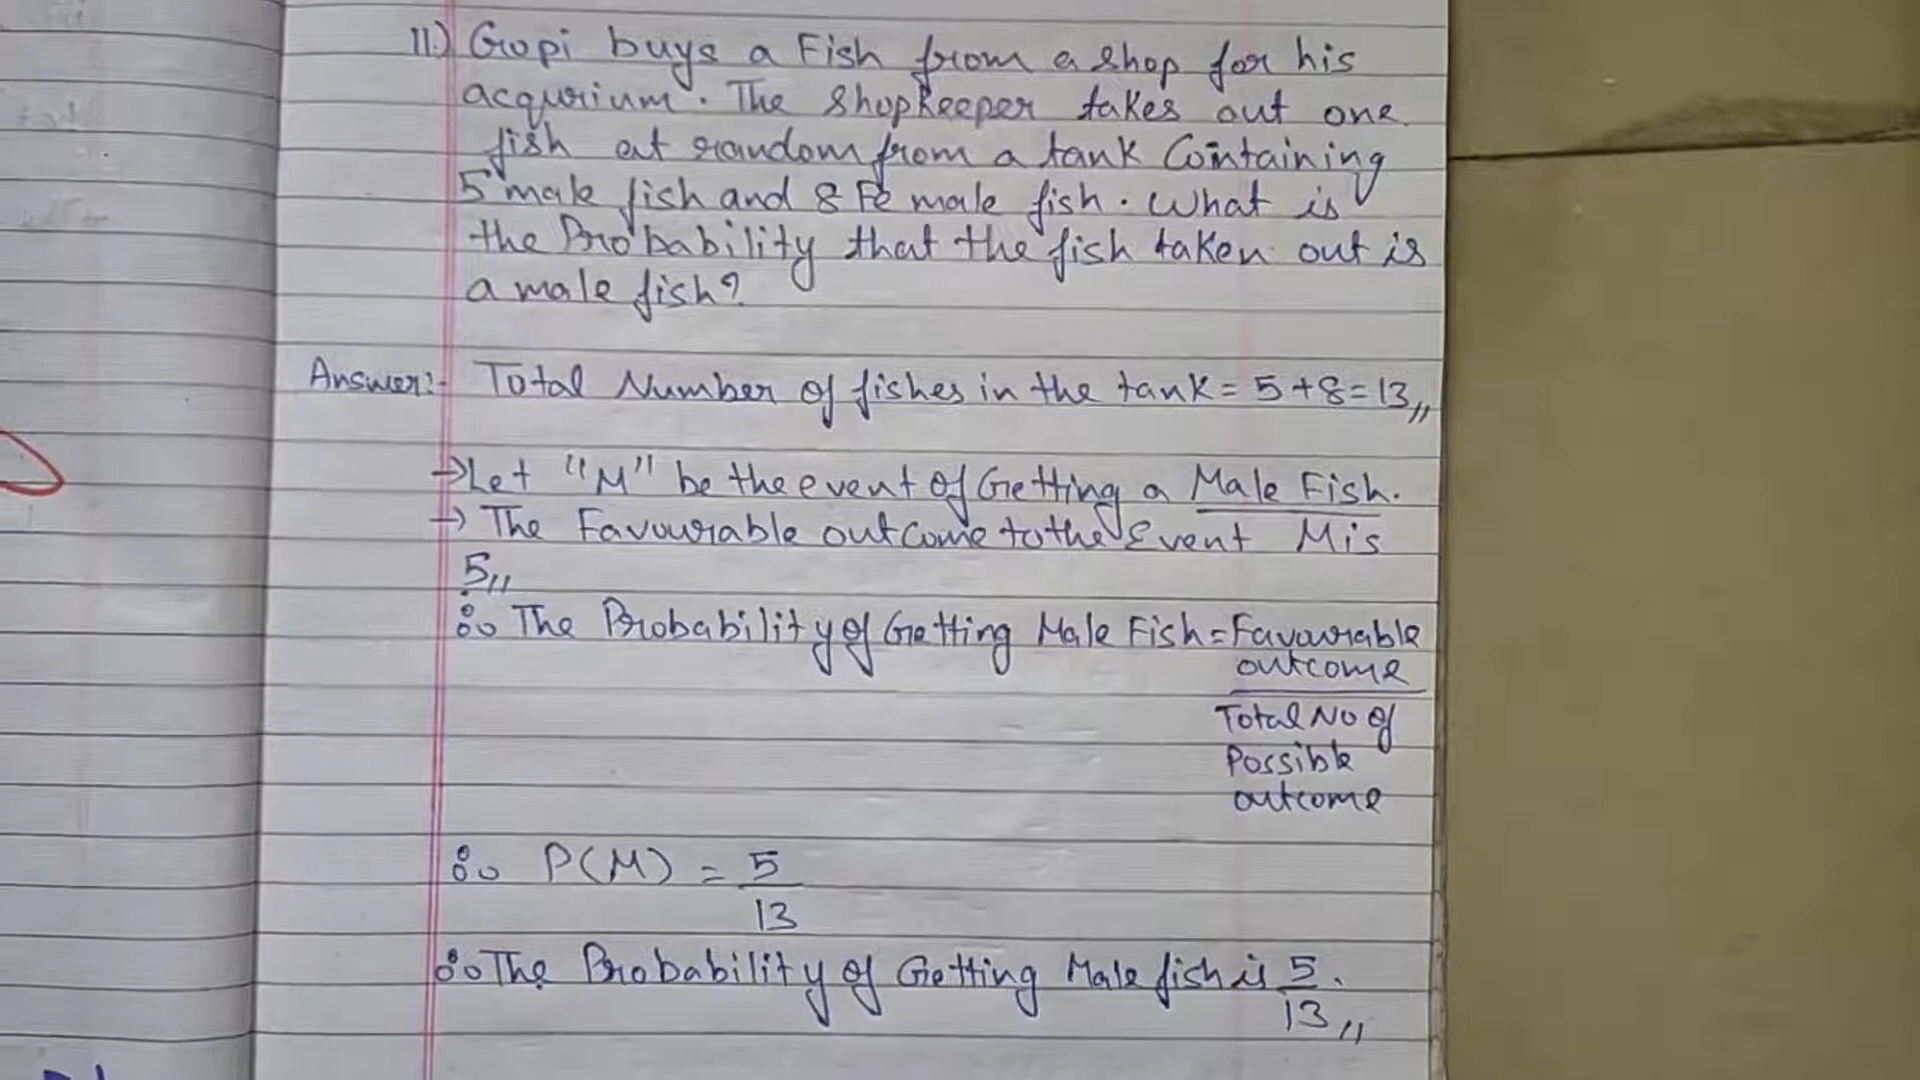 11.) Gopi buys a Fish from a shop for his
acqurium. The shopkeeper takes out one
fish at random from a tank Containing
5 male fish and 8 Fe male fish. What is
the Probability that the fish taken out is
a male fish?
Answer:- Total Number of fishes in the tank = 5+8=13,,
→Let "M" be the event of Getting a Male Fish.
→ The Favourable outcome to the Event M is
5,,
∴ The Probability of Getting Male Fish = Favourable
outcome
Total No of
Possible
outcome
∴ P(M) = 5
13
∴ The Probability of Getting Male fish is 5.
13,,